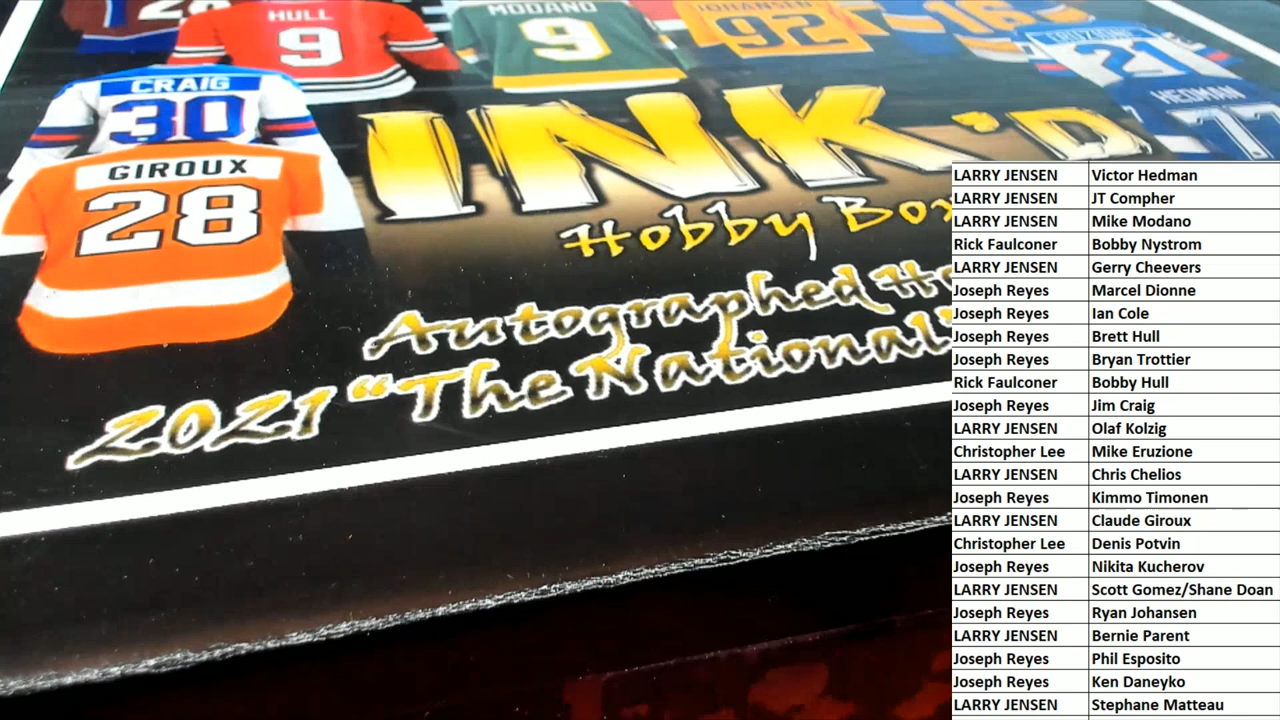 28
HULL
9
MODANO
9
JOHANSEN
92
16
ERUZIONE
21
HEDMAN
77
CRAIG
30
GIROUX
28
INK'D
Hobby Box
Autographed
2021 "The National"
LARRY JENSEN Victor Hedman
LARRY JENSEN JT Compher
LARRY JENSEN Mike Modano
Rick Faulconer Bobby Nystrom
LARRY JENSEN Gerry Cheevers
Joseph Reyes Marcel Dionne
Joseph Reyes Ian Cole
Joseph Reyes Brett Hull
Joseph Reyes Bryan Trottier
Rick Faulconer Bobby Hull
Joseph Reyes Jim Craig
LARRY JENSEN Olaf Kolzig
Christopher Lee Mike Eruzione
LARRY JENSEN Chris Chelios
Joseph Reyes Kimmo Timonen
LARRY JENSEN Claude Giroux
Christopher Lee Denis Potvin
Joseph Reyes Nikita Kucherov
LARRY JENSEN Scott Gomez/Shane Doan
Joseph Reyes Ryan Johansen
LARRY JENSEN Bernie Parent
Joseph Reyes Phil Esposito
Joseph Reyes Ken Daneyko
LARRY JENSEN Stephane Matteau